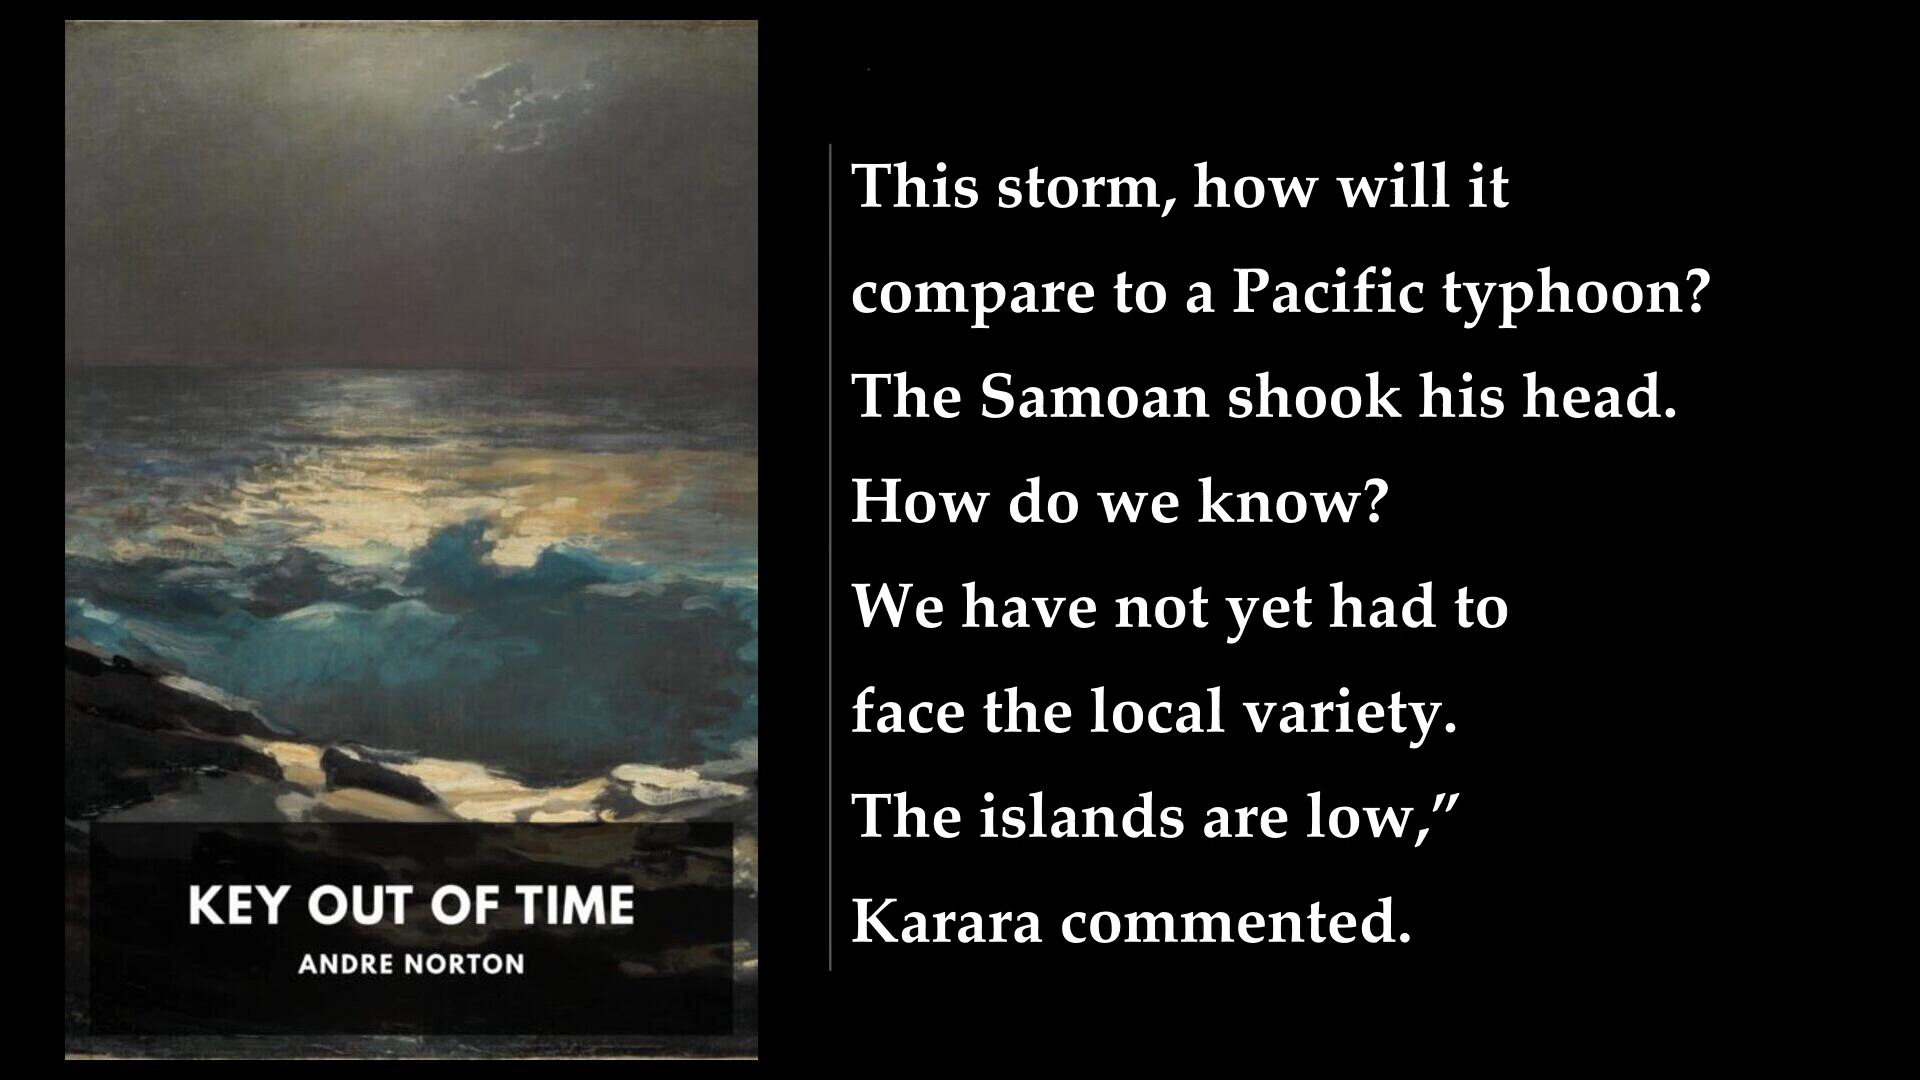 This storm, how will it
compare to a Pacific typhoon?
The Samoan shook his head.
How do we know?
We have not yet had to
face the local variety.
The islands are low,”
Karara commented.
KEY OUT OF TIME
ANDRE NORTON